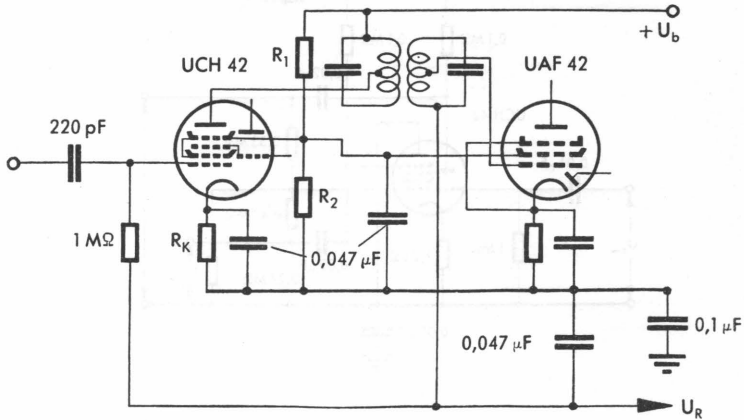 + U_b
R_1
UCH 42
UAF 42
220 pF
R_2
1 MΩ
R_K
0,047 µF
0,047 µF
0,1 µF
U_R